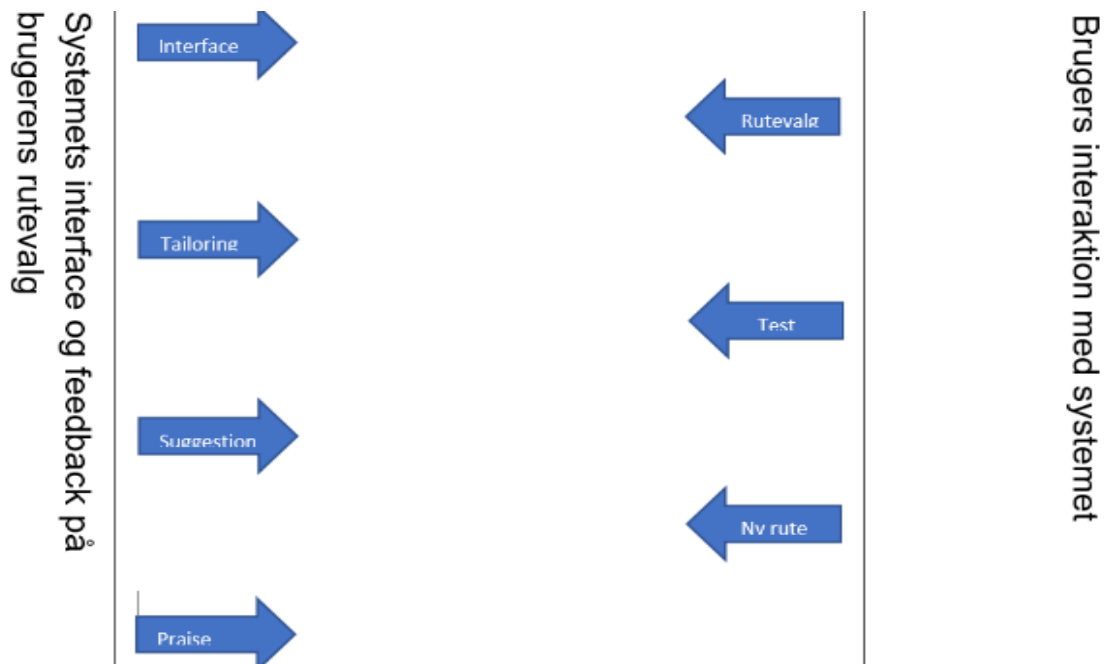 Systemets interface og feedback på
brugerens rutevalg
Interface
Rutevalg
Tailoring
Test
Suggestion
Ny rute
Praise
Brugers interaktion med systemet